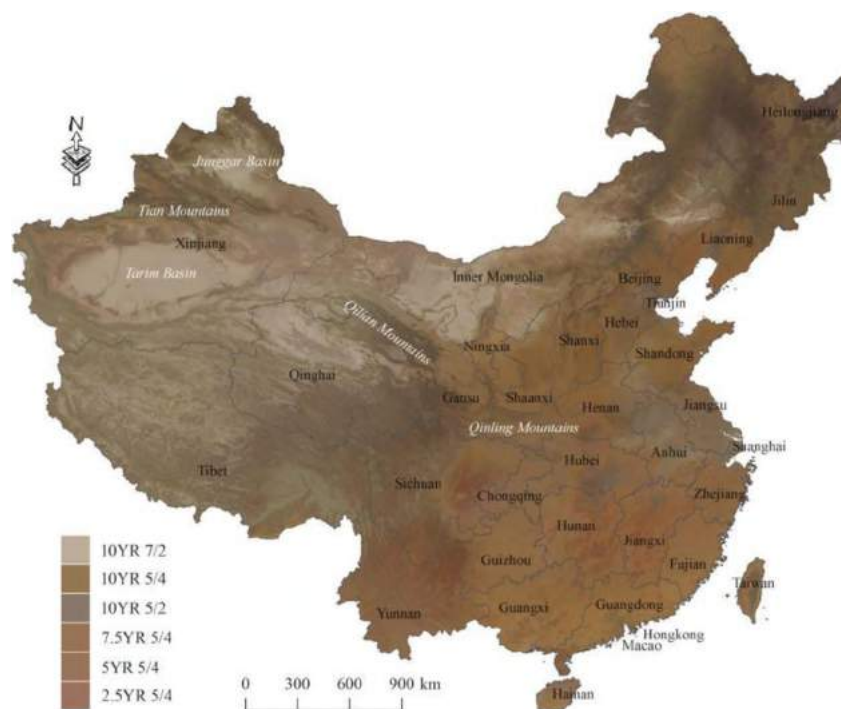 N
Heilongjiang
Junggar Basin
Jilin
Tian Mountains
Xinjiang
Liaoning
Tarim Basin
Inner Mongolia
Beijing
Tianjin
Qilian Mountains
Hebei
Ningxia
Shanxi
Shandong
Qinghai
Gansu
Shaanxi
Henan
Jiangsu
Qinling Mountains
Shanghai
Anhui
Hubei
Tibet
Sichuan
Chongqing
Zhejiang
Hunan
Jiangxi
Guizhou
Fujian
Taiwan
Yunnan
Guangxi
Guangdong
Hongkong
Macao
Hainan
10YR 7/2
10YR 5/4
10YR 5/2
7.5YR 5/4
5YR 5/4
2.5YR 5/4
0 300 600 900 km